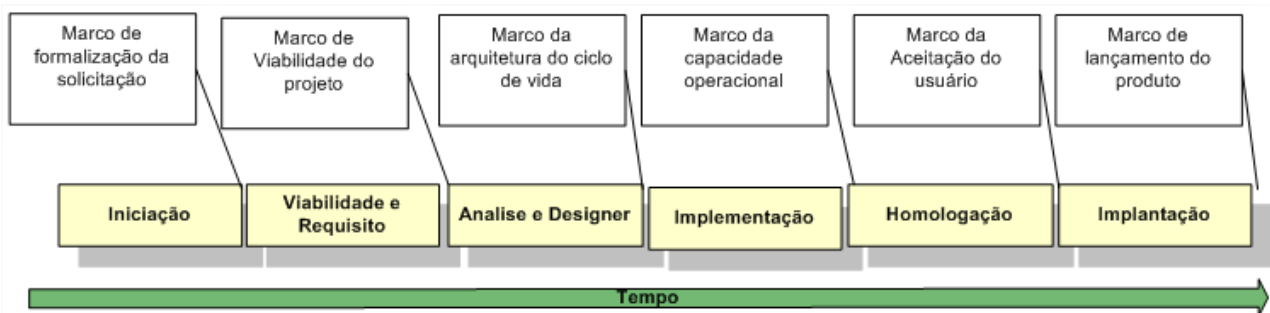 Marco de
formalização da
solicitação
Marco de
Viabilidade do
projeto
Marco da
arquitetura do ciclo
de vida
Marco da
capacidade
operacional
Marco da
Aceitação do
usuário
Marco de
lançamento do
produto
Iniciação
Viabilidade e
Requisito
Analise e Designer
Implementação
Homologação
Implantação
Tempo